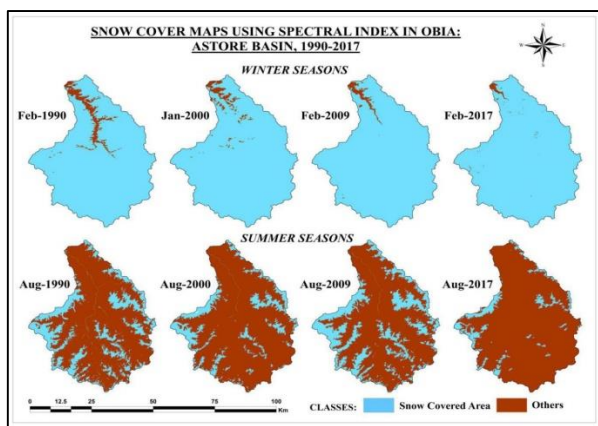 SNOW COVER MAPS USING SPECTRAL INDEX IN OBIA:
ASTORE BASIN, 1990-2017
N
W E
S
WINTER SEASONS
Feb-1990
Jan-2000
Feb-2009
Feb-2017
SUMMER SEASONS
Aug-1990
Aug-2000
Aug-2009
Aug-2017
0 12.5 25 50 75 100
Km
CLASSES: Snow Covered Area Others